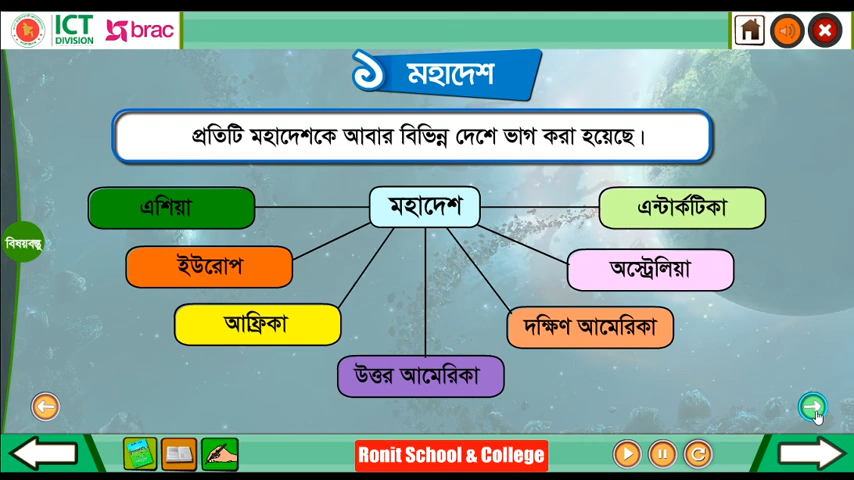 ICT
DIVISION
brac
১ মহাদেশ
প্রতিটি মহাদেশকে আবার বিভিন্ন দেশে ভাগ করা হয়েছে।
এশিয়া
মহাদেশ
এন্টার্কটিকা
বিষয়বস্তু
ইউরোপ
অস্ট্রেলিয়া
আফ্রিকা
দক্ষিণ আমেরিকা
উত্তর আমেরিকা
Ronit School & College